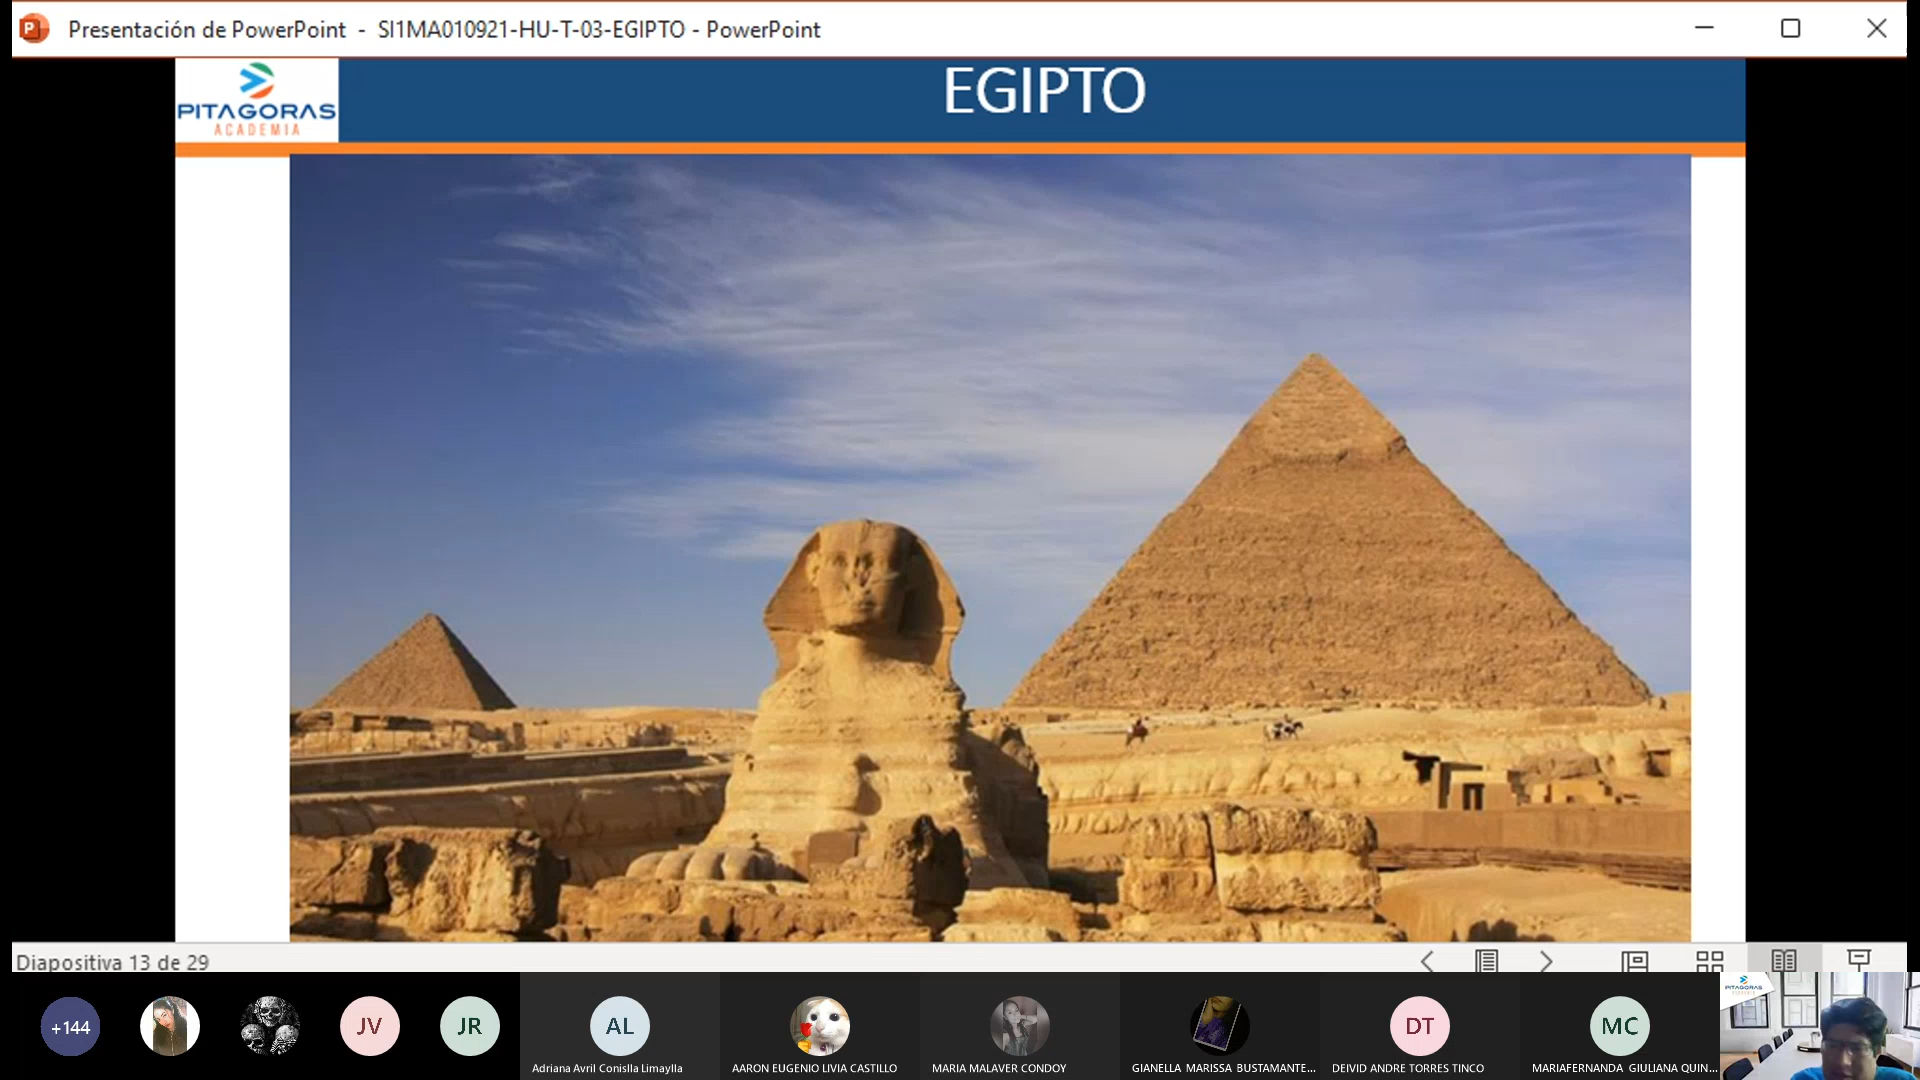 Presentación de PowerPoint - SI1MA010921-HU-T-03-EGIPTO - PowerPoint
PITAGORAS
ACADEMIA
EGIPTO
Diapositiva 13 de 29
+144
JV
JR
AL
DT
MC
Adriana Avril Conislla Limaylla
AARON EUGENIO LIVIA CASTILLO
MARIA MALAVER CONDOY
GIANELLA MARISSA BUSTAMANTE...
DEIVID ANDRE TORRES TINCO
MARIAFERNANDA GIULIANA QUIN...
PITAGORAS